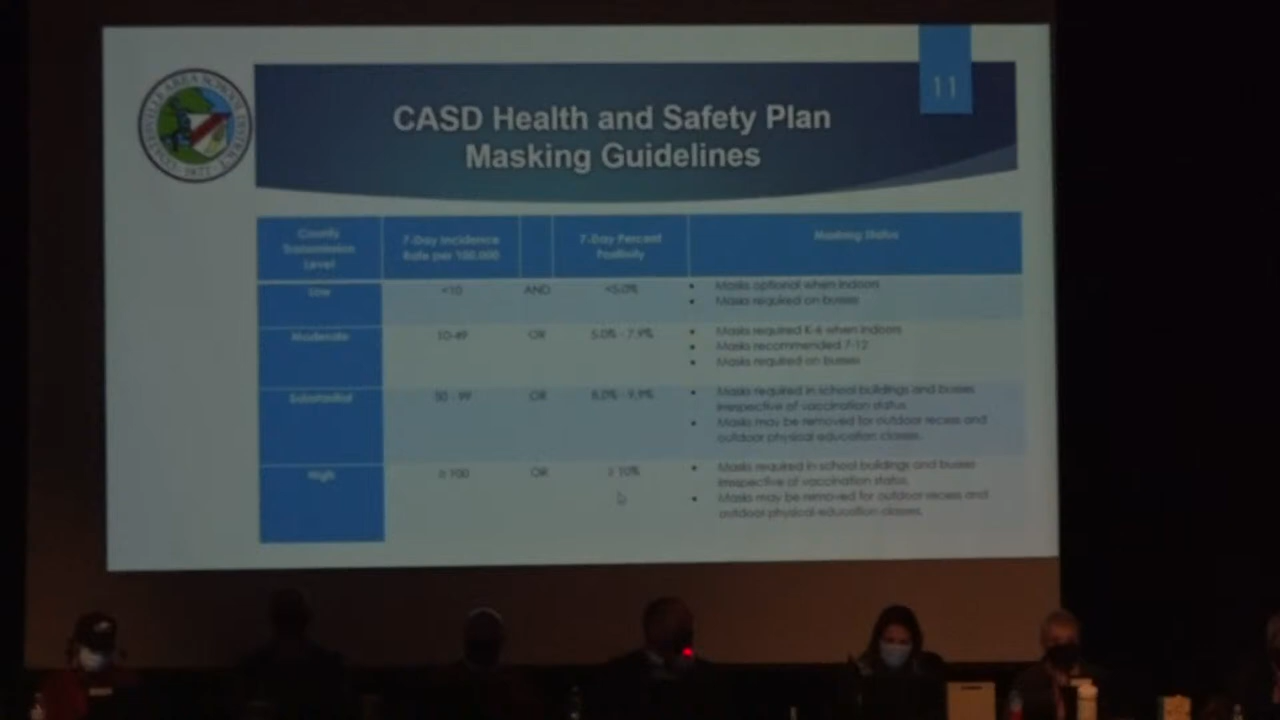 11
CASD Health and Safety Plan
Masking Guidelines
County
Transmission
Level
7-Day Incidence
Rate per 100,000
7-Day Percent
Positivity
Masking Status
Low
<10
AND
<5.0%
• Masks optional when indoors
• Masks required on busses
Moderate
10-49
OR
5.0% - 7.9%
• Masks required K-6 when indoors
• Masks recommended 7-12
• Masks required on busses
Substantial
50 - 99
OR
8.0% - 9.9%
• Masks required in school buildings and busses
irrespective of vaccination status.
• Masks may be removed for outdoor recess and
outdoor physical education classes.
High
≥ 100
OR
≥ 10%
• Masks required in school buildings and busses
irrespective of vaccination status.
• Masks may be removed for outdoor recess and
outdoor physical education classes.